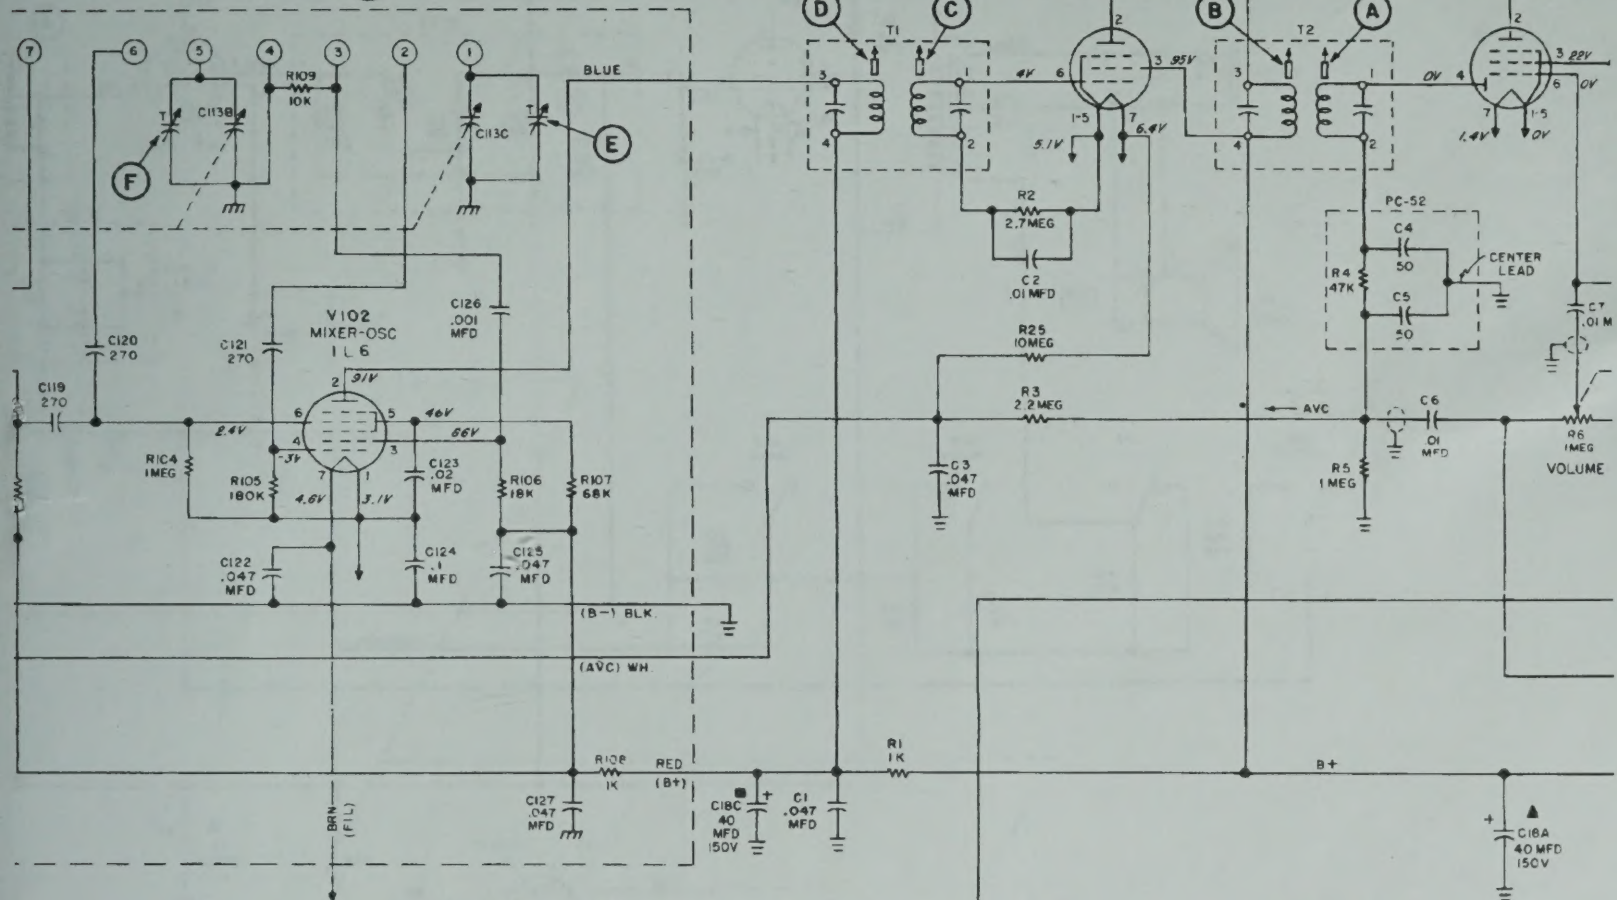 D
C
B
A
T1
T2
7
6
5
4
3
2
1
R109
10K
T
C113B
C113C
T
E
F
BLUE
3
4
1
2
4V
6
2
3
95V
1-5
7
5.1V
6.4V
3
4
1
2
0V
4
2
3
22V
6
0V
7
1-5
1.4V
0V
R2
2.7MEG
C2
.01MFD
PC-52
C4
50
R4
47K
C5
50
CENTER
LEAD
C7
.01M
C126
.001
MFD
V102
MIXER-OSC
1L6
C120
270
C121
270
R25
10MEG
R3
2.2MEG
AVC
C6
.01
MFD
R6
1MEG
VOLUME
C119
270
2
91V
6
2.4V
4
-3V
5
46V
3
66V
7
1
4.6V
3.1V
R104
1MEG
R105
180K
C123
.02
MFD
R106
18K
R107
68K
C3
.047
MFD
R5
1MEG
C122
.047
MFD
C124
.1
MFD
C125
.047
MFD
(B-) BLK.
(AVC) WH.
R108
1K
RED
(B+)
R1
1K
B+
BRN
(FIL)
C127
.047
MFD
C18C
40
MFD
150V
+
C1
.047
MFD
+
C18A
40 MFD
150V